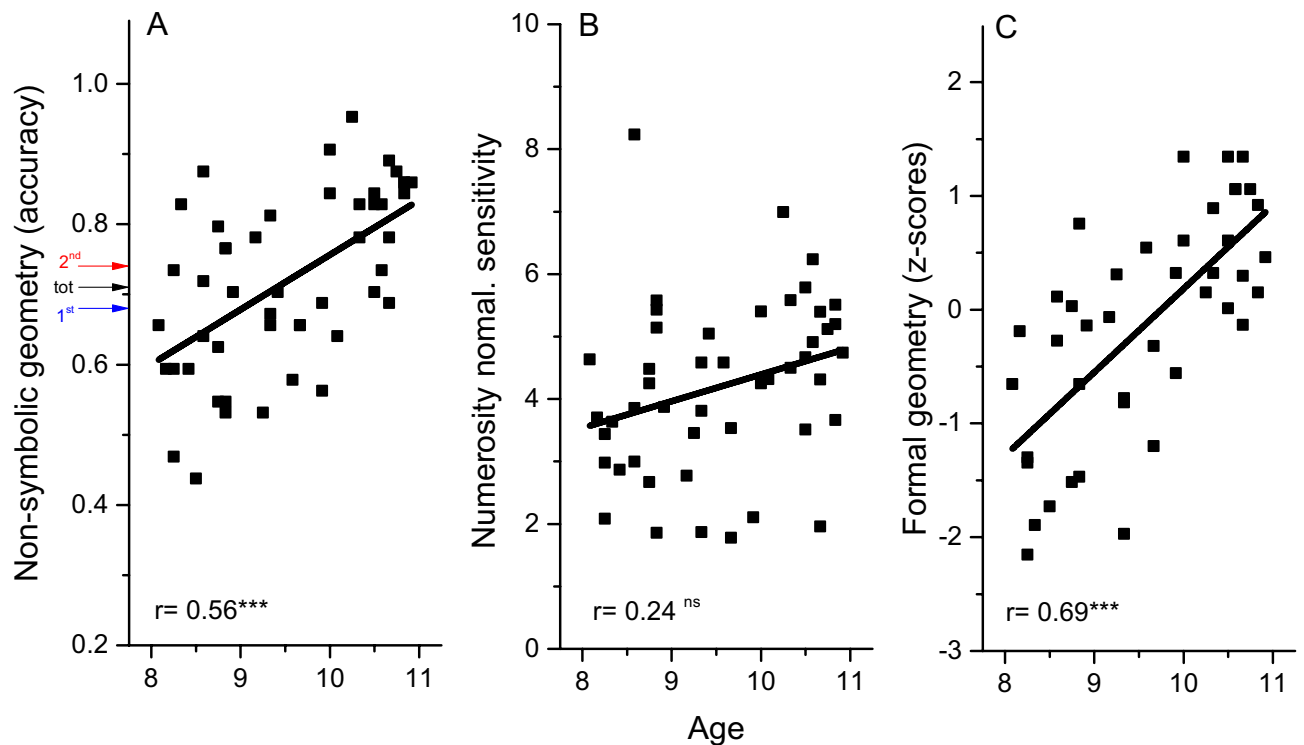 A
Non-symbolic geometry (accuracy)
1.0
0.8
0.6
0.4
0.2
2nd
tot
1st
r= 0.56***
8 9 10 11
B
Numerosity nomal. sensitivity
10
8
6
4
2
0
r= 0.24 ns
8 9 10 11
Age
C
Formal geometry (z-scores)
2
1
0
-1
-2
-3
r= 0.69***
8 9 10 11